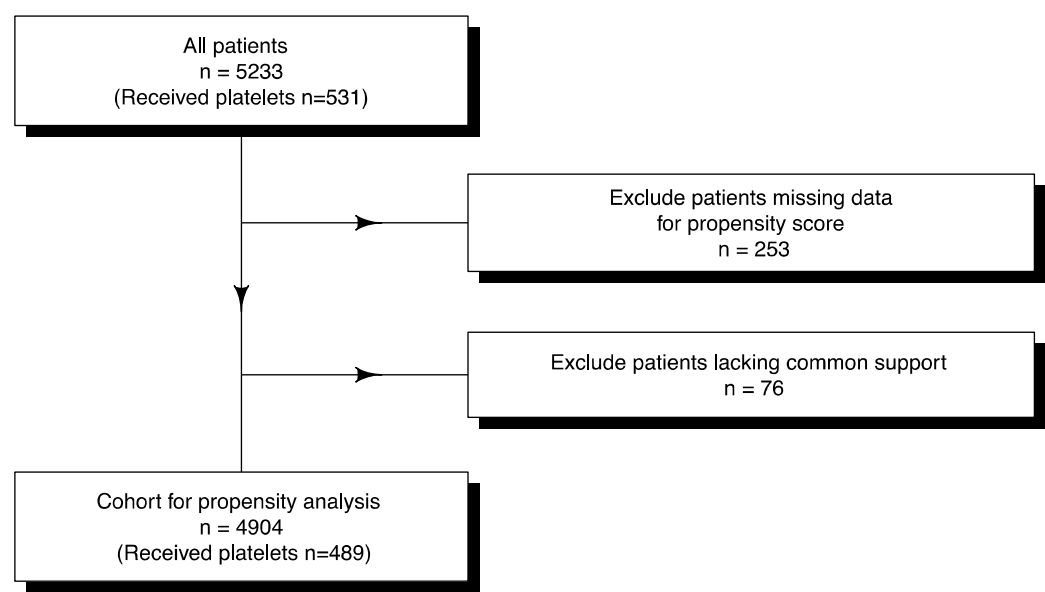 All patients
n = 5233
(Received platelets n=531)
Exclude patients missing data
for propensity score
n = 253
Exclude patients lacking common support
n = 76
Cohort for propensity analysis
n = 4904
(Received platelets n=489)